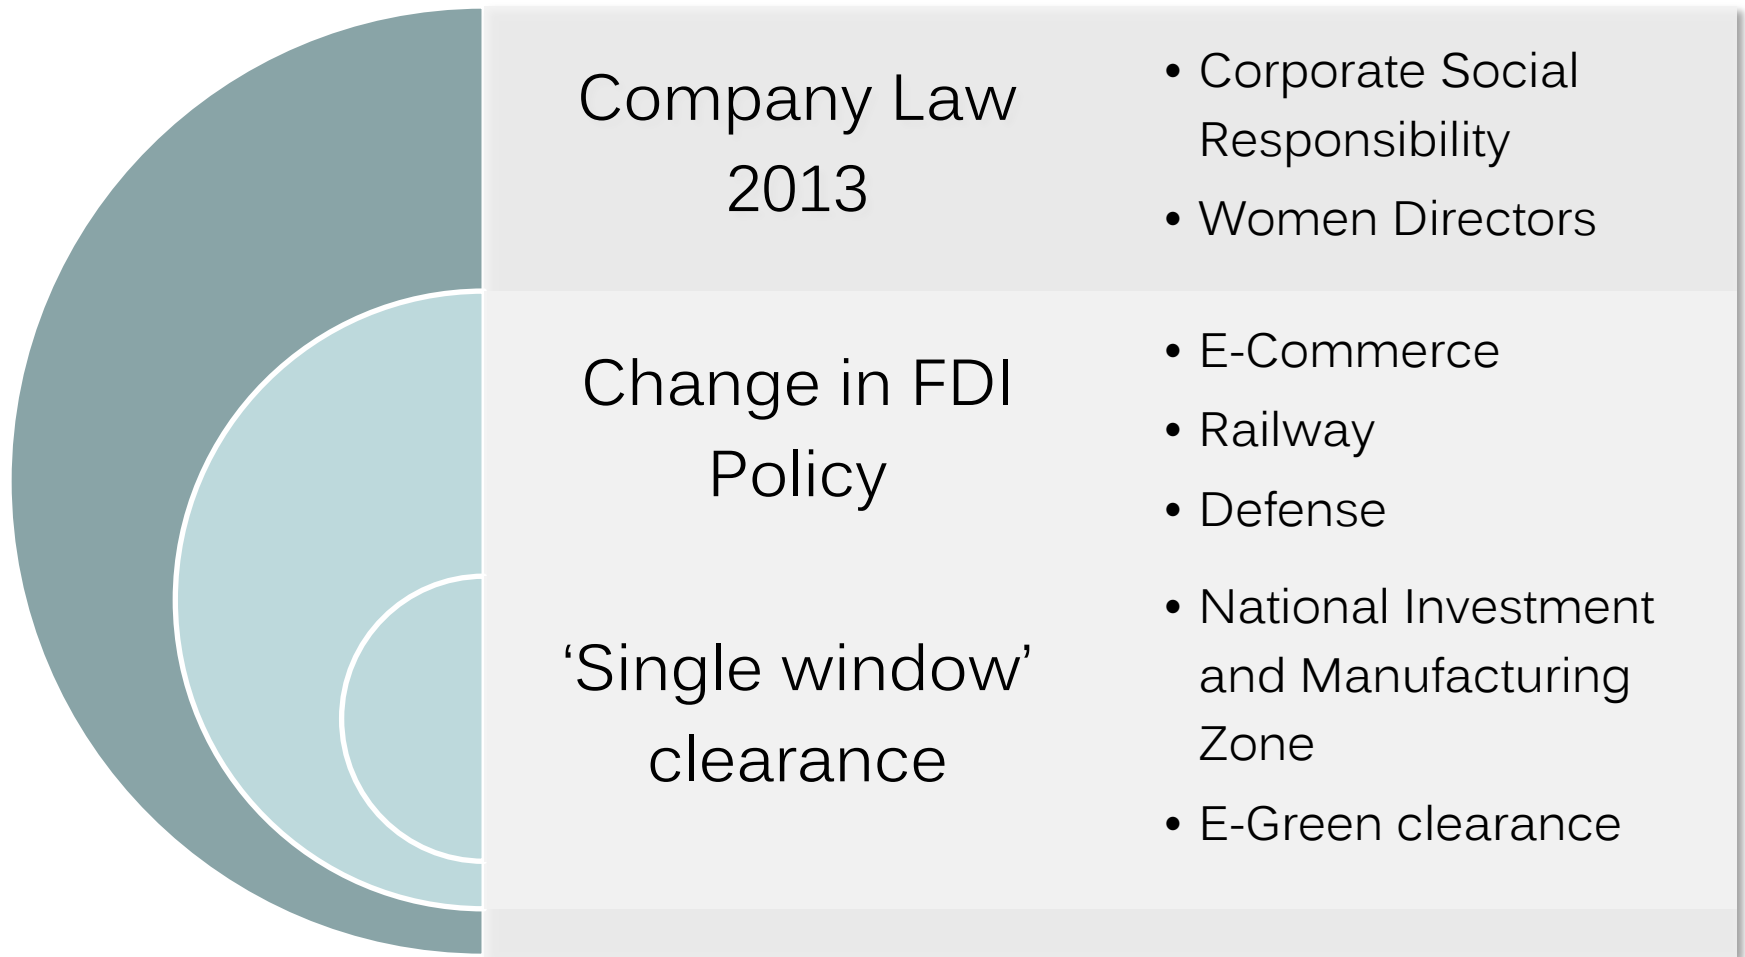 Company Law
2013
• Corporate Social
Responsibility
• Women Directors
Change in FDI
Policy
• E-Commerce
• Railway
• Defense
‘Single window’
clearance
• National Investment
and Manufacturing
Zone
• E-Green clearance